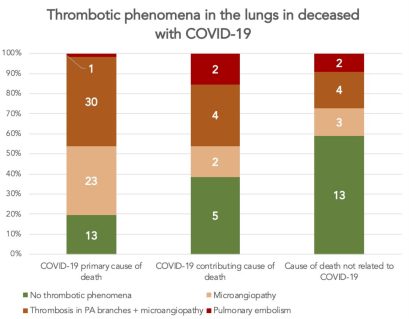 Thrombotic phenomena in the lungs in deceased
with COVID-19
100%
90%
80%
70%
60%
50%
40%
30%
20%
10%
0%
1
30
23
13
2
4
2
5
2
4
3
13
COVID-19 primary cause of
death
COVID-19 contributing cause of
death
Cause of death not related to
COVID-19
No thrombotic phenomena
Microangiopathy
Thrombosis in PA branches + microangiopathy
Pulmonary embolism